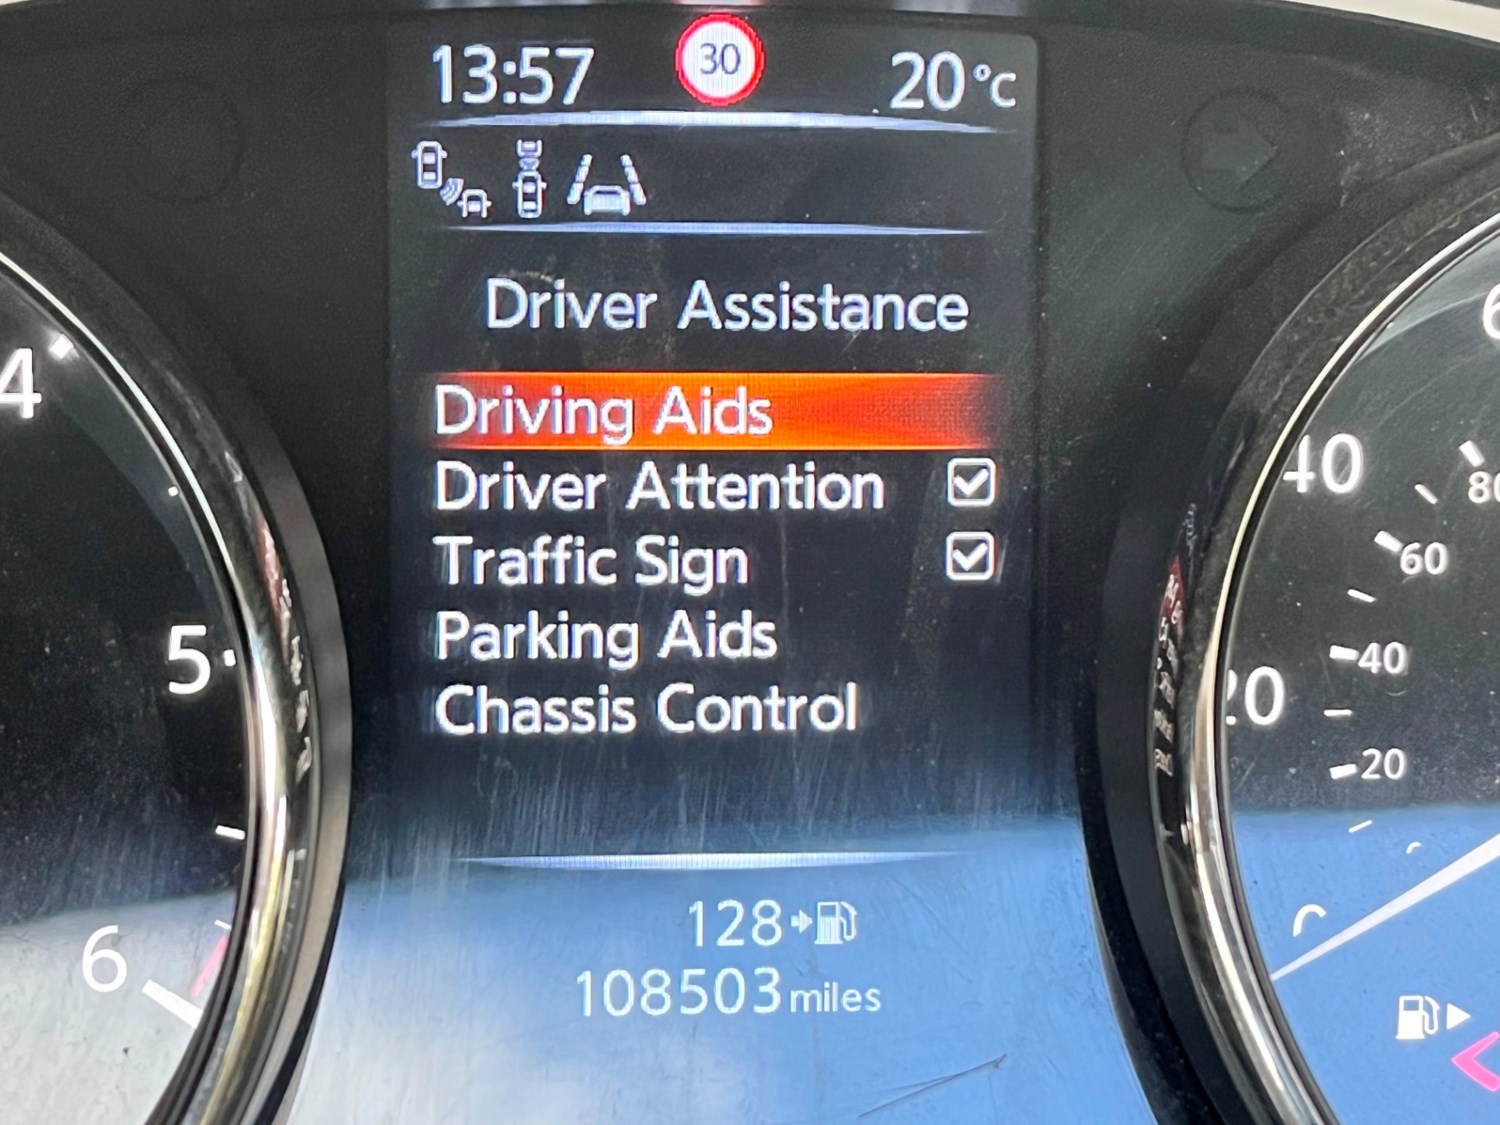 13:57 30 20°C
Driver Assistance
Driving Aids
Driver Attention
Traffic Sign
Parking Aids
Chassis Control
128
108503 miles
4
5
6
40
20
80
60
40
20